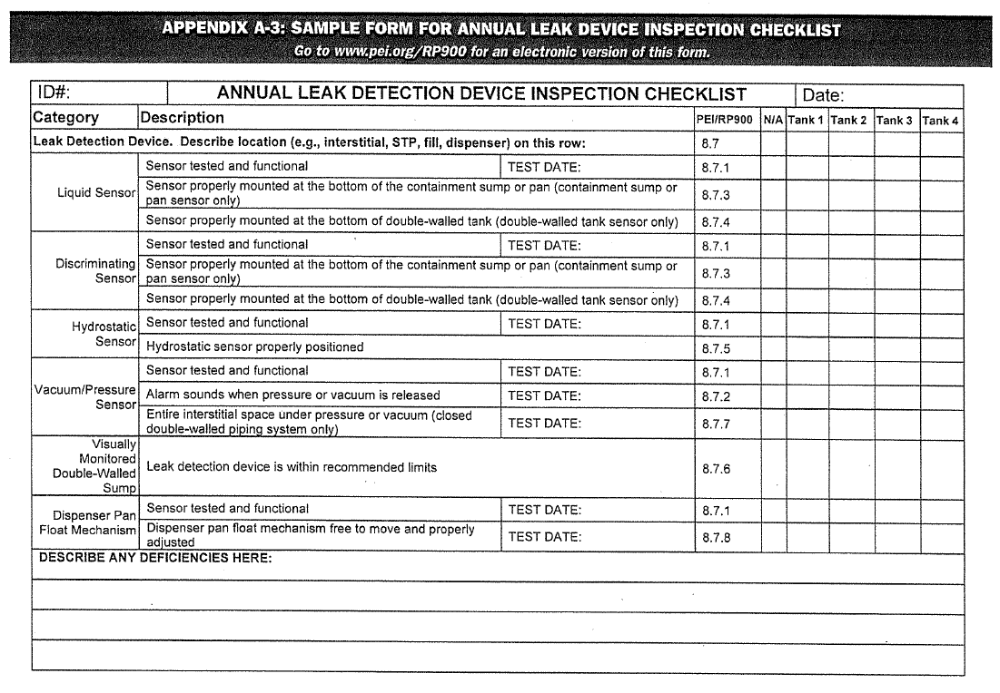 APPENDIX A-3: SAMPLE FORM FOR ANNUAL LEAK DEVICE INSPECTION CHECKLIST
Go to www.pei.org/RP900 for an electronic version of this form.
ID#: ANNUAL LEAK DETECTION DEVICE INSPECTION CHECKLIST Date:
Category Description PEI/RP900 N/A Tank 1 Tank 2 Tank 3 Tank 4
Leak Detection Device. Describe location (e.g., interstitial, STP, fill, dispenser) on this row: 8.7
Liquid Sensor
Sensor tested and functional TEST DATE: 8.7.1
Sensor properly mounted at the bottom of the containment sump or pan (containment sump or
pan sensor only) 8.7.3
Sensor properly mounted at the bottom of double-walled tank (double-walled tank sensor only) 8.7.4
Discriminating
Sensor
Sensor tested and functional TEST DATE: 8.7.1
Sensor properly mounted at the bottom of the containment sump or pan (containment sump or
pan sensor only) 8.7.3
Sensor properly mounted at the bottom of double-walled tank (double-walled tank sensor only) 8.7.4
Hydrostatic
Sensor
Sensor tested and functional TEST DATE: 8.7.1
Hydrostatic sensor properly positioned 8.7.5
Vacuum/Pressure
Sensor
Sensor tested and functional TEST DATE: 8.7.1
Alarm sounds when pressure or vacuum is released TEST DATE: 8.7.2
Entire interstitial space under pressure or vacuum (closed
double-walled piping system only) TEST DATE: 8.7.7
Visually
Monitored
Double-Walled
Sump
Leak detection device is within recommended limits 8.7.6
Dispenser Pan
Float Mechanism
Sensor tested and functional TEST DATE: 8.7.1
Dispenser pan float mechanism free to move and properly
adjusted TEST DATE: 8.7.8
DESCRIBE ANY DEFICIENCIES HERE: